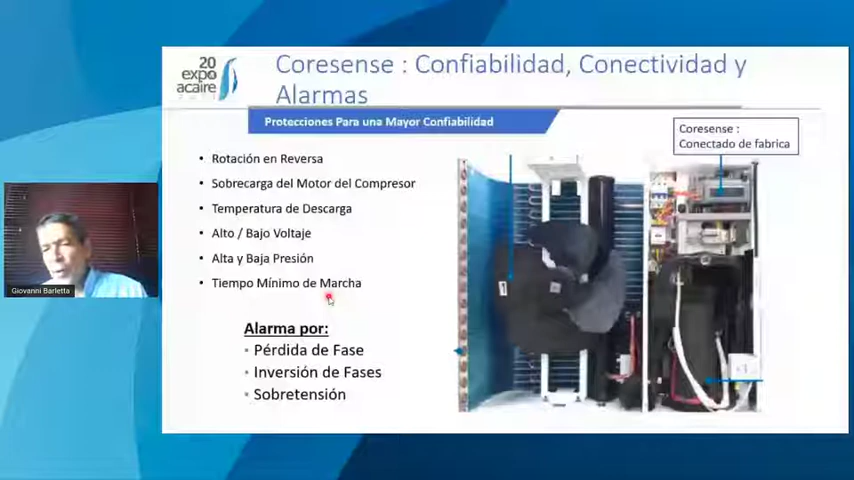 20
expo
acaire
Coresense : Confiabilidad, Conectividad y
Alarmas
Protecciones Para una Mayor Confiabilidad
Coresense :
Conectado de fabrica
• Rotación en Reversa
• Sobrecarga del Motor del Compresor
• Temperatura de Descarga
• Alto / Bajo Voltaje
• Alta y Baja Presión
• Tiempo Mínimo de Marcha
Alarma por:
▪ Pérdida de Fase
▪ Inversión de Fases
▪ Sobretensión
Giovanni Barletta